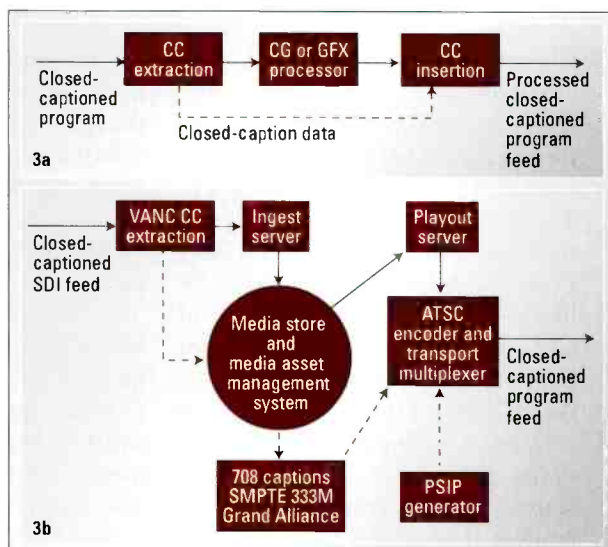 CC
extraction
CG or GFX
processor
CC
insertion
Closed-
captioned
program
Closed-caption data
Processed
closed-
captioned
program
feed
3a
VANC CC
extraction
Ingest
server
Playout
server
Closed-
captioned
SDI feed
Media store
and
media asset
management
system
ATSC
encoder and
transport
multiplexer
Closed-
captioned
program
feed
708 captions
SMPTE 333M
Grand Alliance
PSIP
generator
3b